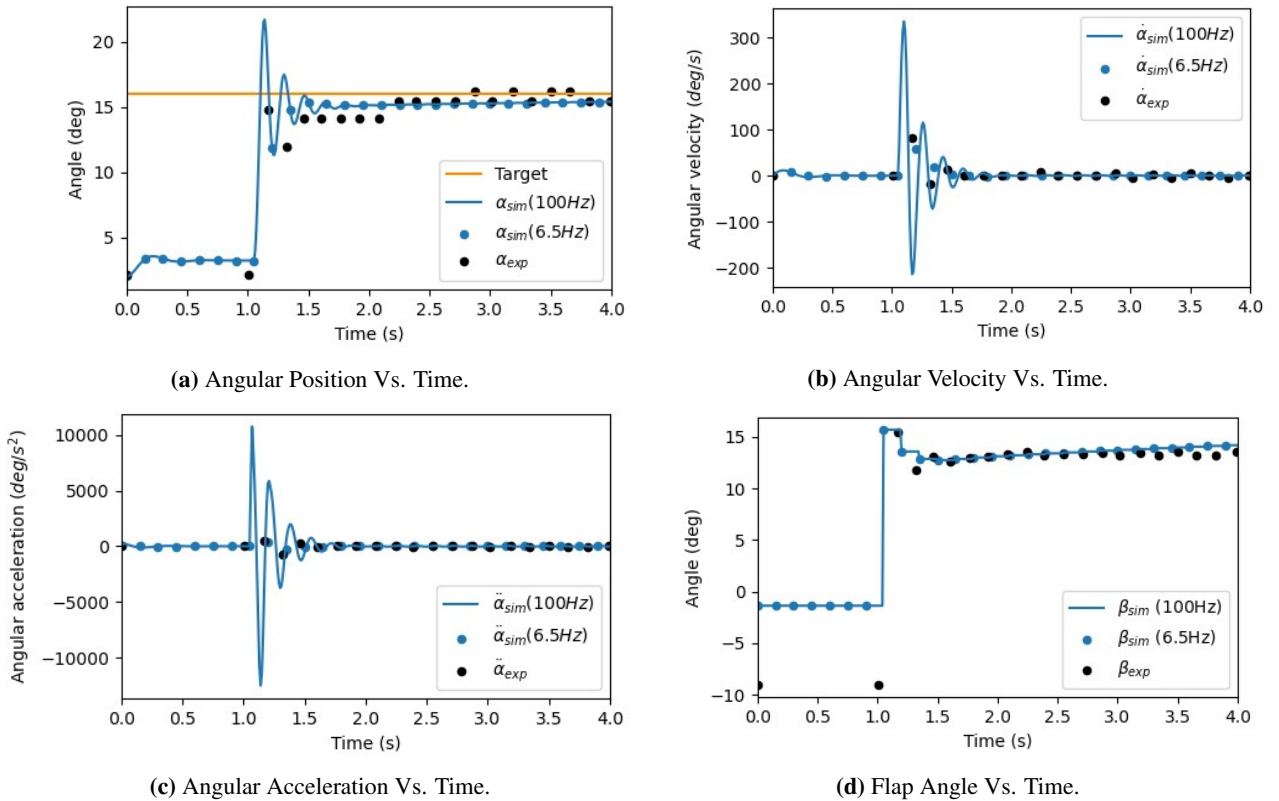 20
15
10
5
Angle (deg)
0.0 0.5 1.0 1.5 2.0 2.5 3.0 3.5 4.0
Time (s)
Target
α_sim(100Hz)
α_sim(6.5Hz)
α_exp
(a) Angular Position Vs. Time.
300
200
100
0
−100
−200
Angular velocity (deg/s)
0.0 0.5 1.0 1.5 2.0 2.5 3.0 3.5 4.0
Time (s)
α̇_sim(100Hz)
α̇_sim(6.5Hz)
α̇_exp
(b) Angular Velocity Vs. Time.
10000
5000
0
−5000
−10000
Angular acceleration (deg/s²)
0.0 0.5 1.0 1.5 2.0 2.5 3.0 3.5 4.0
Time (s)
α̈_sim(100Hz)
α̈_sim(6.5Hz)
α̈_exp
(c) Angular Acceleration Vs. Time.
15
10
5
0
−5
−10
Angle (deg)
0.0 0.5 1.0 1.5 2.0 2.5 3.0 3.5 4.0
Time (s)
β_sim (100Hz)
β_sim (6.5Hz)
β_exp
(d) Flap Angle Vs. Time.